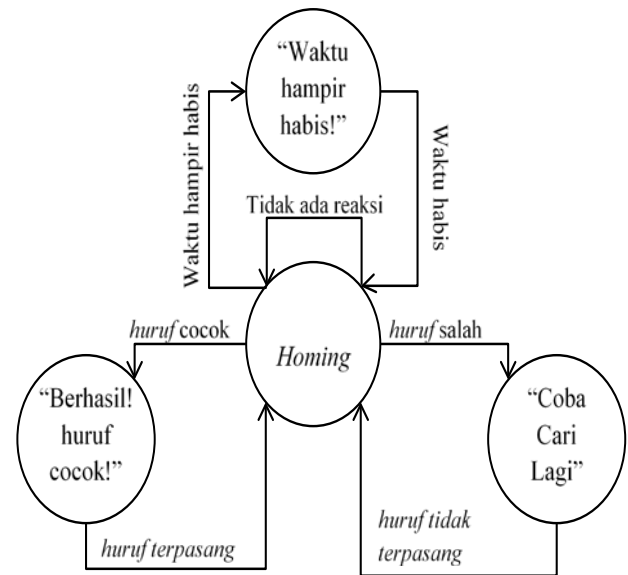 “Waktu
hampir
habis!”
Waktu hampir habis
Waktu habis
Tidak ada reaksi
huruf cocok
Homing
huruf salah
“Berhasil!
huruf
cocok!”
“Coba
Cari
Lagi”
huruf terpasang
huruf tidak
terpasang